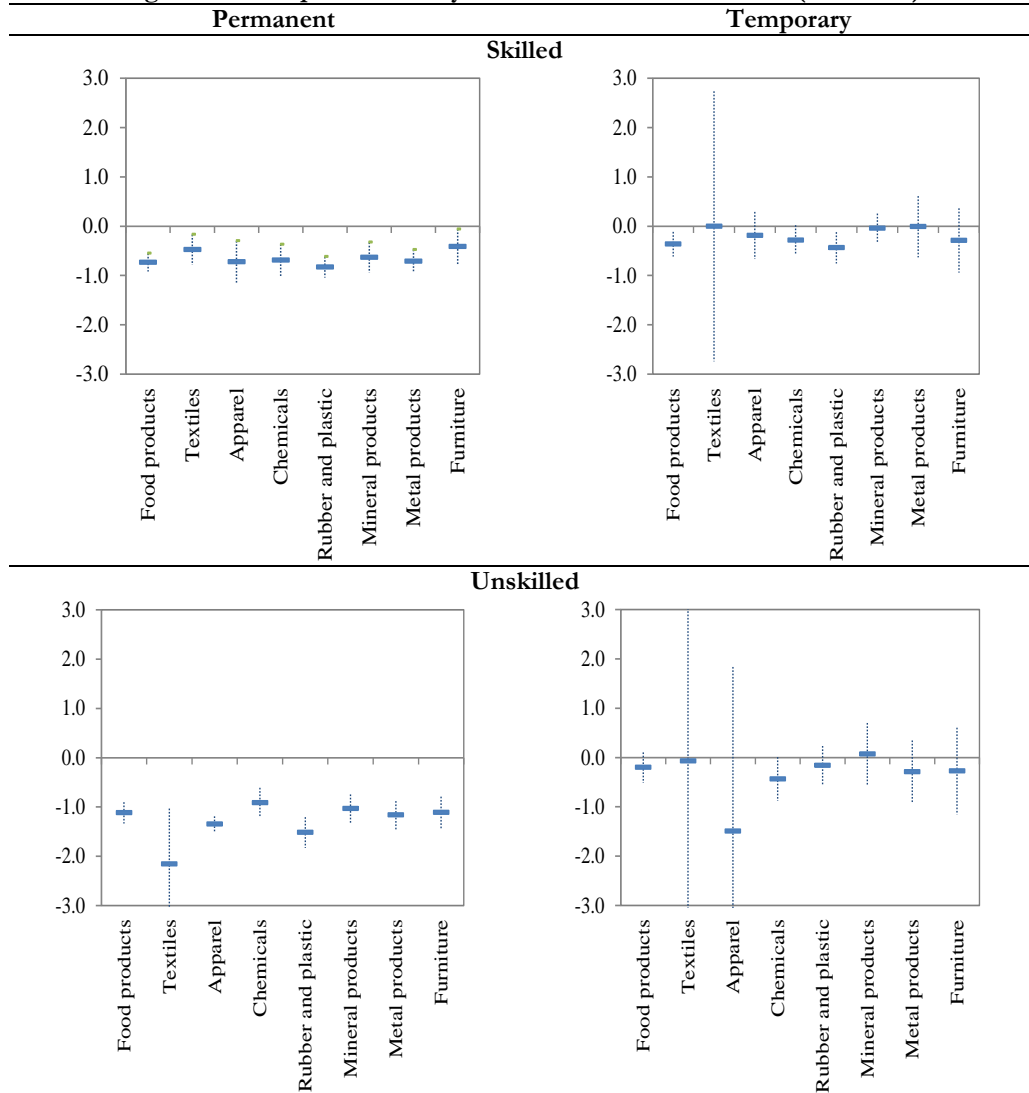 Permanent Temporary
Skilled
3.0 3.0
2.0 2.0
1.0 1.0
0.0 0.0
-1.0 -1.0
-2.0 -2.0
-3.0 -3.0
Food products Textiles Apparel Chemicals Rubber and plastic Mineral products Metal products Furniture
Food products Textiles Apparel Chemicals Rubber and plastic Mineral products Metal products Furniture
Unskilled
3.0 3.0
2.0 2.0
1.0 1.0
0.0 0.0
-1.0 -1.0
-2.0 -2.0
-3.0 -3.0
Food products Textiles Apparel Chemicals Rubber and plastic Mineral products Metal products Furniture
Food products Textiles Apparel Chemicals Rubber and plastic Mineral products Metal products Furniture